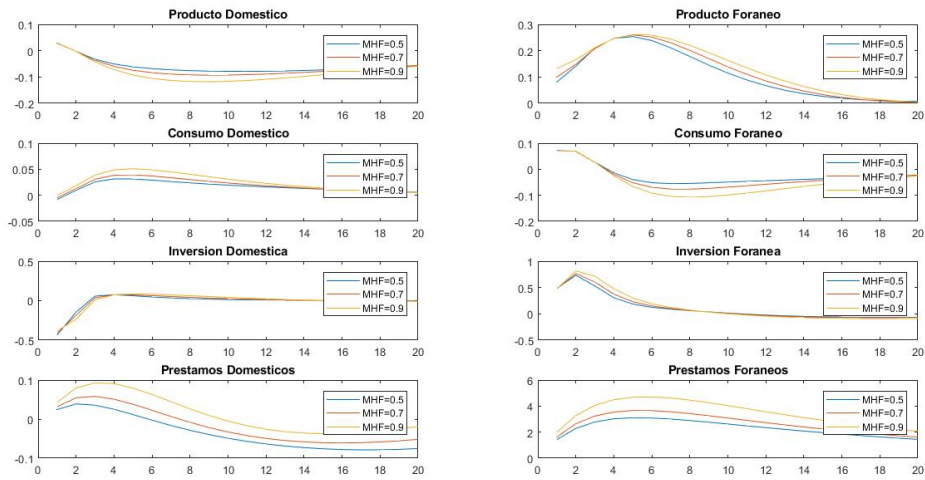 Producto Domestico
0.1
0
-0.1
-0.2
0 2 4 6 8 10 12 14 16 18 20
MHF=0.5
MHF=0.7
MHF=0.9
Producto Foraneo
0.3
0.2
0.1
0
0 2 4 6 8 10 12 14 16 18 20
MHF=0.5
MHF=0.7
MHF=0.9
Consumo Domestico
0.1
0.05
0
-0.05
0 2 4 6 8 10 12 14 16 18 20
MHF=0.5
MHF=0.7
MHF=0.9
Consumo Foraneo
0.1
0
-0.1
-0.2
0 2 4 6 8 10 12 14 16 18 20
MHF=0.5
MHF=0.7
MHF=0.9
Inversion Domestica
0.5
0
-0.5
0 2 4 6 8 10 12 14 16 18 20
MHF=0.5
MHF=0.7
MHF=0.9
Inversion Foranea
1
0.5
0
-0.5
0 2 4 6 8 10 12 14 16 18 20
MHF=0.5
MHF=0.7
MHF=0.9
Prestamos Domesticos
0.1
0
-0.1
0 2 4 6 8 10 12 14 16 18 20
MHF=0.5
MHF=0.7
MHF=0.9
Prestamos Foraneos
6
4
2
0
0 2 4 6 8 10 12 14 16 18 20
MHF=0.5
MHF=0.7
MHF=0.9